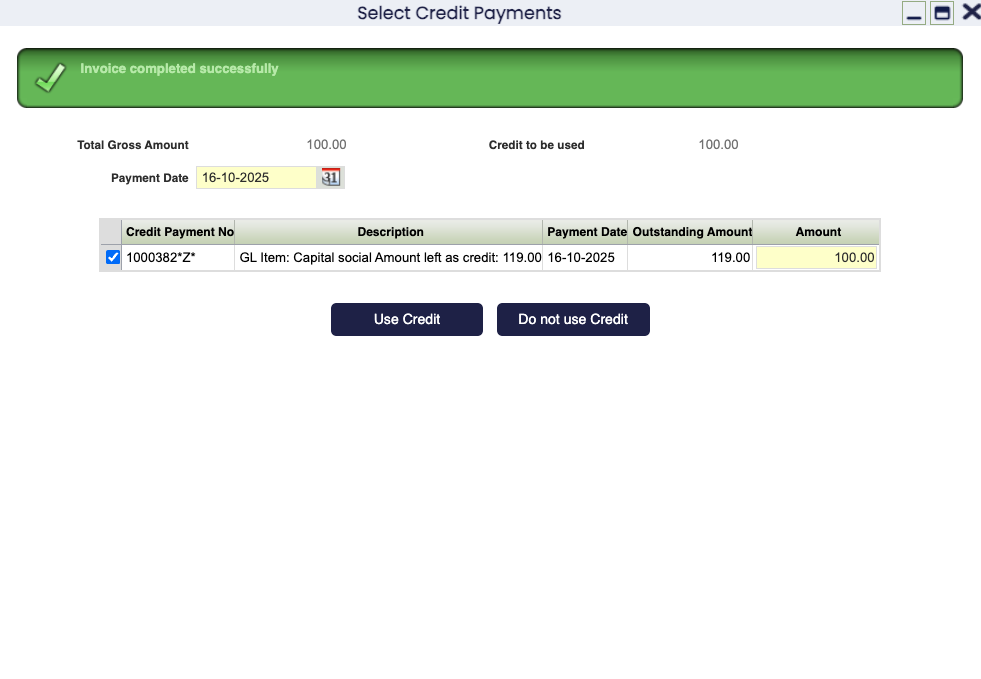 Select Credit Payments
Invoice completed successfully
Total Gross Amount 100.00 Credit to be used 100.00
Payment Date 16-10-2025 31
Credit Payment No Description Payment Date Outstanding Amount Amount
1000382*Z* GL Item: Capital social Amount left as credit: 119.00 16-10-2025 119.00 100.00
Use Credit Do not use Credit